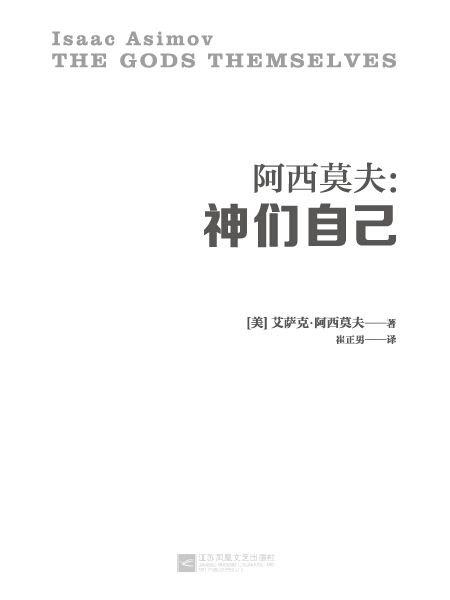 Isaac Asimov
THE GODS THEMSELVES
阿西莫夫:
神们自己
[美] 艾萨克·阿西莫夫——著
崔正男——译
江苏凤凰文艺出版社